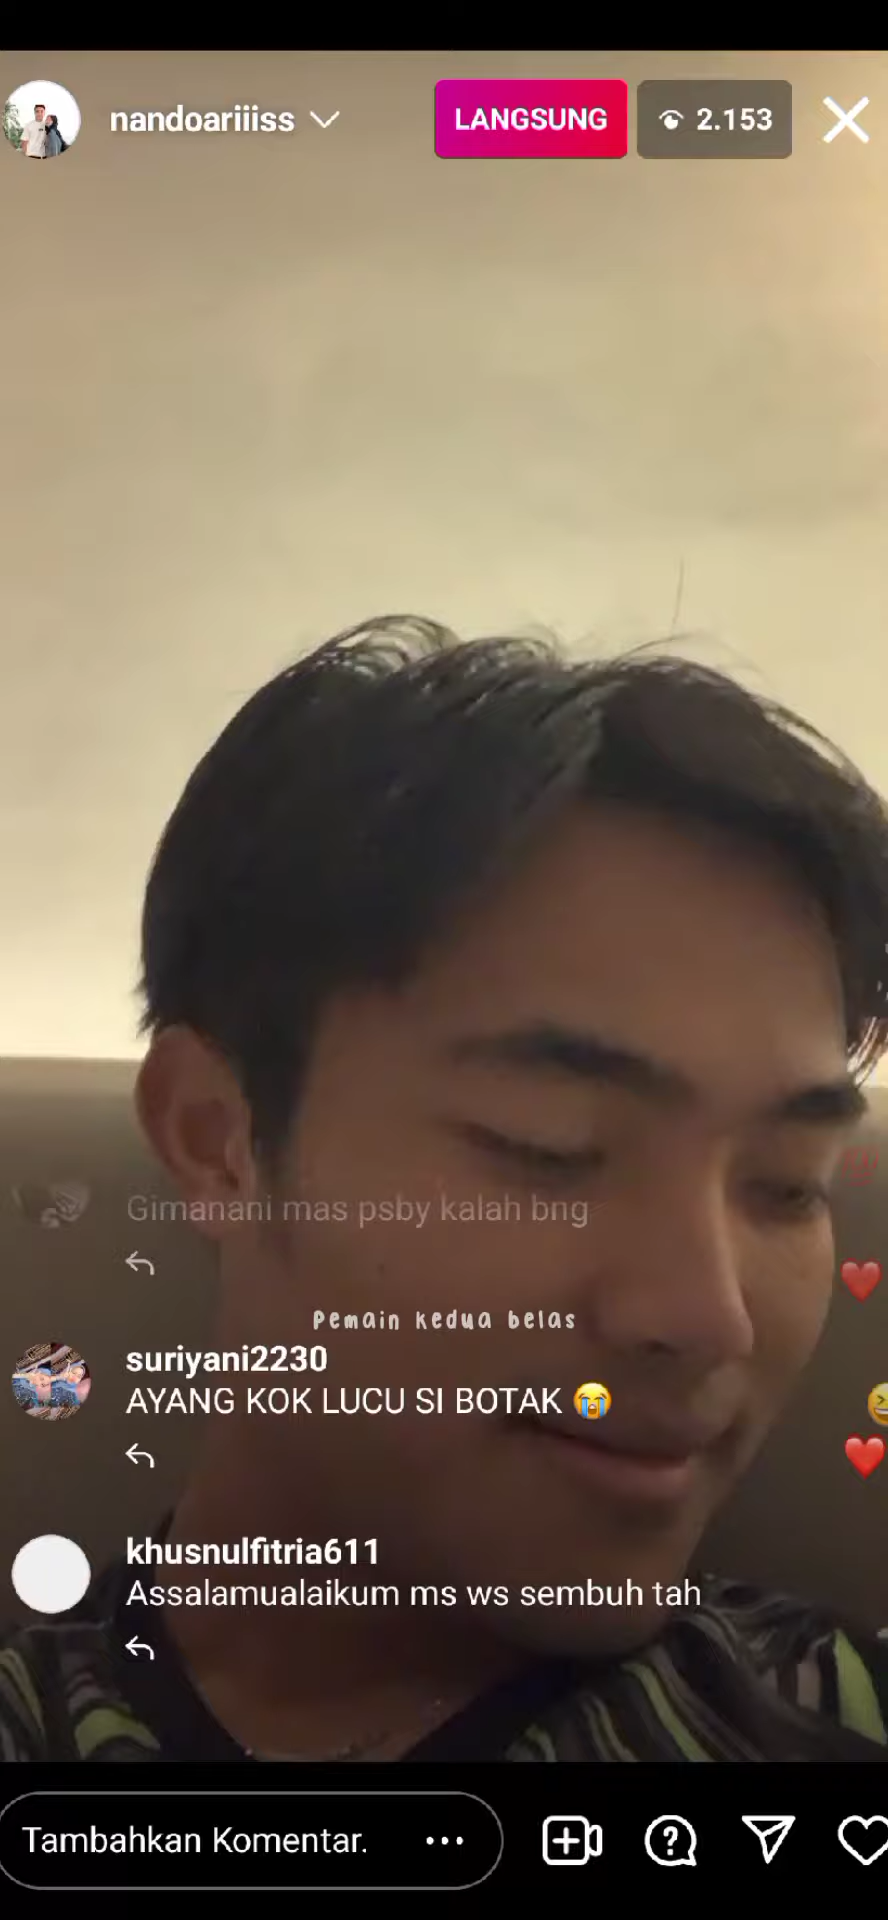 nandoariiiss
LANGSUNG
2.153
Gimanani mas psby kalah bng
Pemain kedua belas
suriyani2230
AYANG KOK LUCU SI BOTAK 😭
khusnulfitria611
Assalamualaikum ms ws sembuh tah
Tambahkan Komentar.